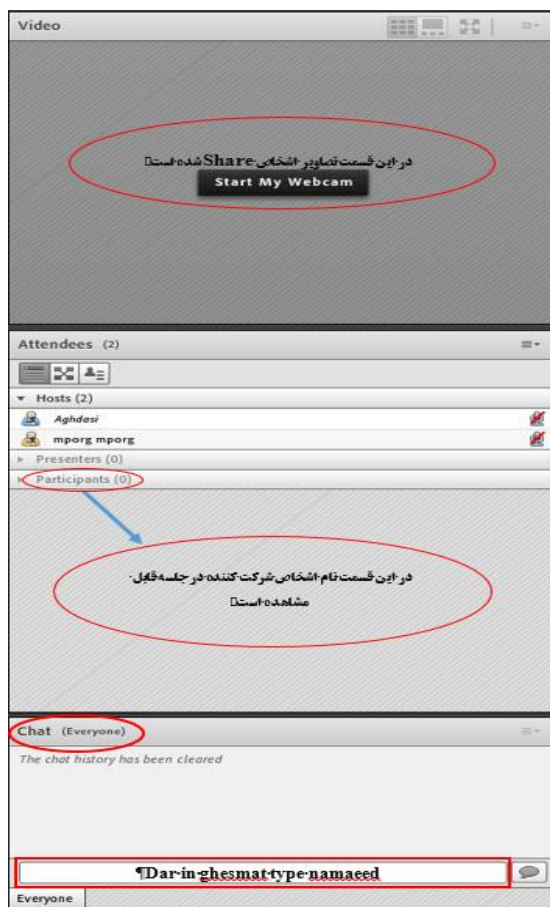 Video
در این قسمت تصاویر اشخاص Share شده است
Start My Webcam
Attendees (2)
Hosts (2)
Aghdasi
mporg mporg
Presenters (0)
Participants (0)
در این قسمت نام اشخاص شرکت کننده در جلسه قابل
مشاهده است
Chat (Everyone)
The chat history has been cleared
¶Dar·in·ghesmat·type·namaeed
Everyone